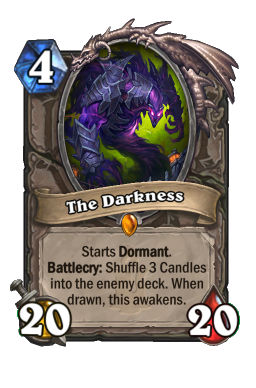 4
The Darkness
Starts Dormant.
Battlecry: Shuffle 3 Candles
into the enemy deck. When
drawn, this awakens.
20
20